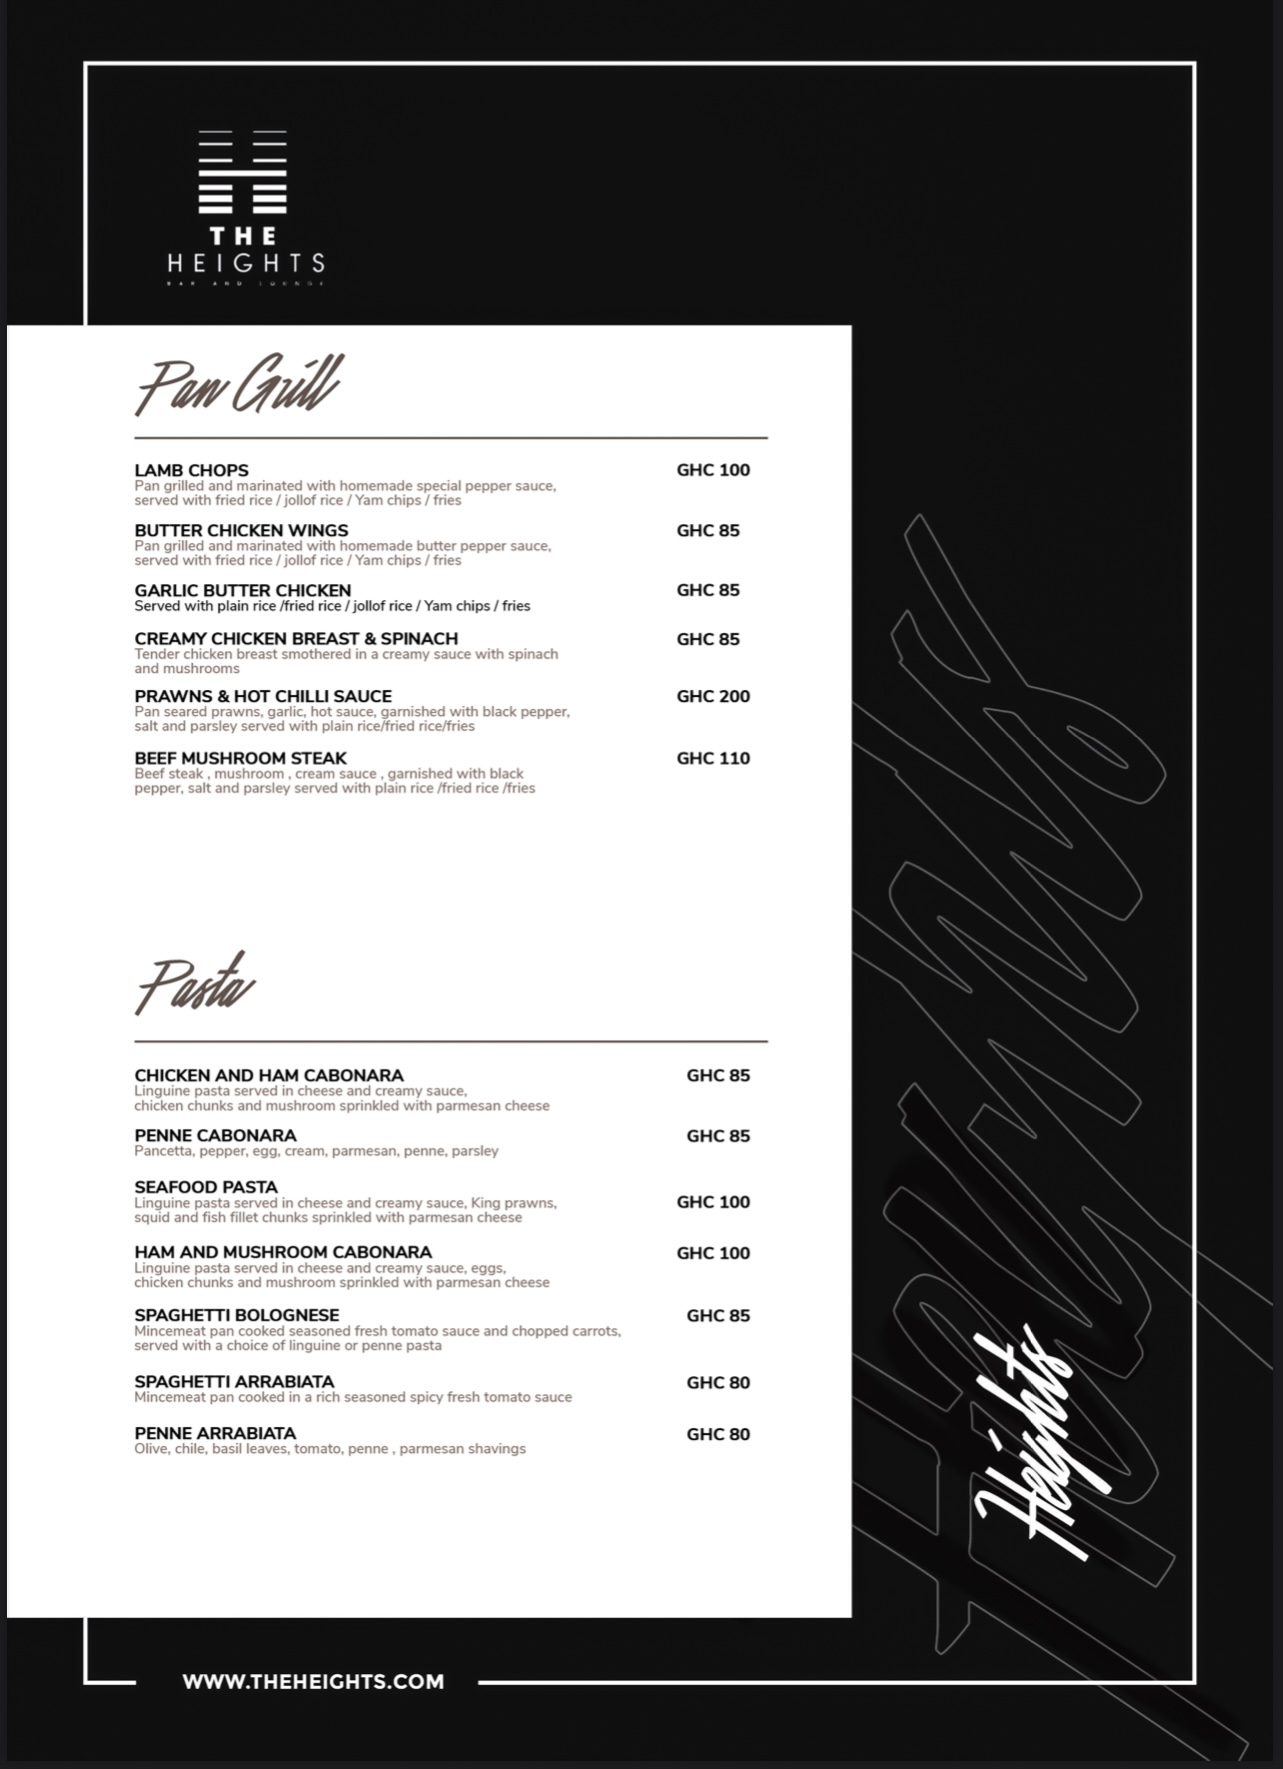 THE
HEIGHTS
BAR AND LOUNGE
Pan Grill
LAMB CHOPS GHC 100
Pan grilled and marinated with homemade special pepper sauce,
served with fried rice / jollof rice / Yam chips / fries
BUTTER CHICKEN WINGS GHC 85
Pan grilled and marinated with homemade butter pepper sauce,
served with fried rice / jollof rice / Yam chips / fries
GARLIC BUTTER CHICKEN GHC 85
Served with plain rice /fried rice / jollof rice / Yam chips / fries
CREAMY CHICKEN BREAST & SPINACH GHC 85
Tender chicken breast smothered in a creamy sauce with spinach
and mushrooms
PRAWNS & HOT CHILLI SAUCE GHC 200
Pan seared prawns, garlic, hot sauce, garnished with black pepper,
salt and parsley served with plain rice/fried rice/fries
BEEF MUSHROOM STEAK GHC 110
Beef steak , mushroom , cream sauce , garnished with black
pepper, salt and parsley served with plain rice /fried rice /fries
Pasta
CHICKEN AND HAM CABONARA GHC 85
Linguine pasta served in cheese and creamy sauce,
chicken chunks and mushroom sprinkled with parmesan cheese
PENNE CABONARA GHC 85
Pancetta, pepper, egg, cream, parmesan, penne, parsley
SEAFOOD PASTA
Linguine pasta served in cheese and creamy sauce, King prawns, GHC 100
squid and fish fillet chunks sprinkled with parmesan cheese
HAM AND MUSHROOM CABONARA GHC 100
Linguine pasta served in cheese and creamy sauce, eggs,
chicken chunks and mushroom sprinkled with parmesan cheese
SPAGHETTI BOLOGNESE GHC 85
Mincemeat pan cooked seasoned fresh tomato sauce and chopped carrots,
served with a choice of linguine or penne pasta
SPAGHETTI ARRABIATA GHC 80
Mincemeat pan cooked in a rich seasoned spicy fresh tomato sauce
PENNE ARRABIATA GHC 80
Olive, chile, basil leaves, tomato, penne , parmesan shavings
Heights
Heights
WWW.THEHEIGHTS.COM